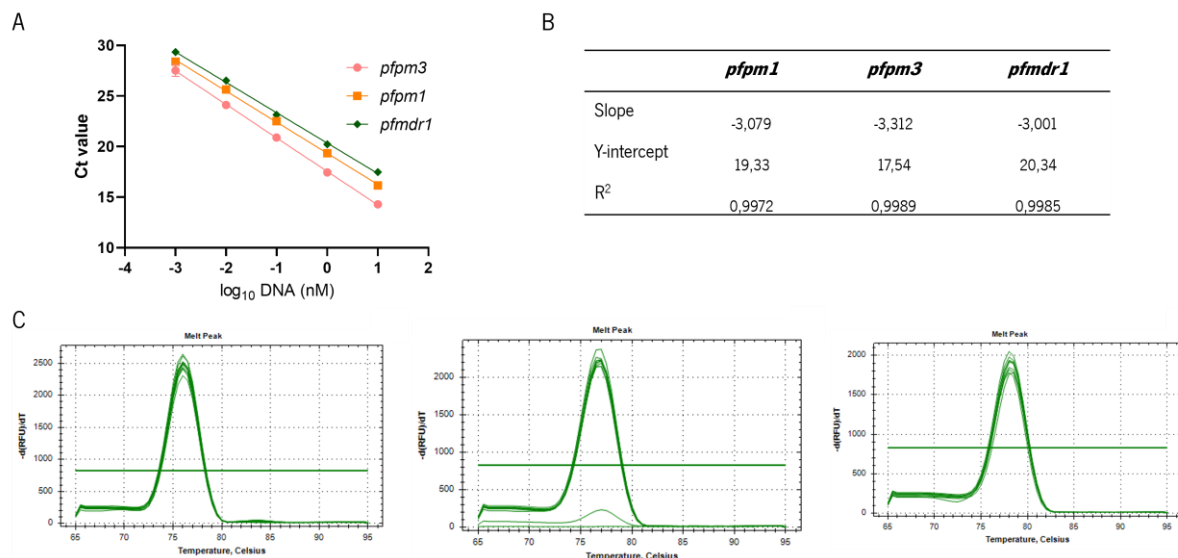 A
Ct value
30
25
20
15
10
-4 -3 -2 -1 0 1 2
log10 DNA (nM)
pfpm3
pfpm1
pfmdr1
B
pfpm1 pfpm3 pfmdr1
Slope
-3,079 -3,312 -3,001
Y-intercept
19,33 17,54 20,34
R²
0,9972 0,9989 0,9985
C
Melt Peak
-d(RFU)/dT
2500
2000
1500
1000
500
0
65 70 75 80 85 90 95
Temperature, Celsius
Melt Peak
-d(RFU)/dT
2000
1500
1000
500
0
65 70 75 80 85 90 95
Temperature, Celsius
Melt Peak
-d(RFU)/dT
2000
1500
1000
500
0
65 70 75 80 85 90 95
Temperature, Celsius